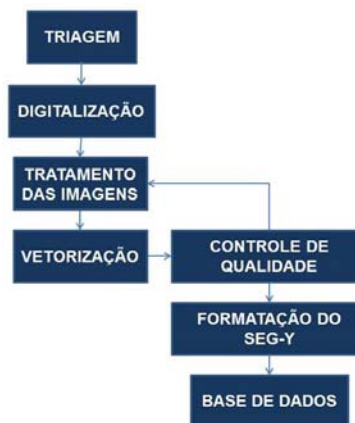 TRIAGEM
DIGITALIZAÇÃO
TRATAMENTO
DAS IMAGENS
VETORIZAÇÃO
CONTROLE DE
QUALIDADE
FORMATAÇÃO DO
SEG-Y
BASE DE DADOS